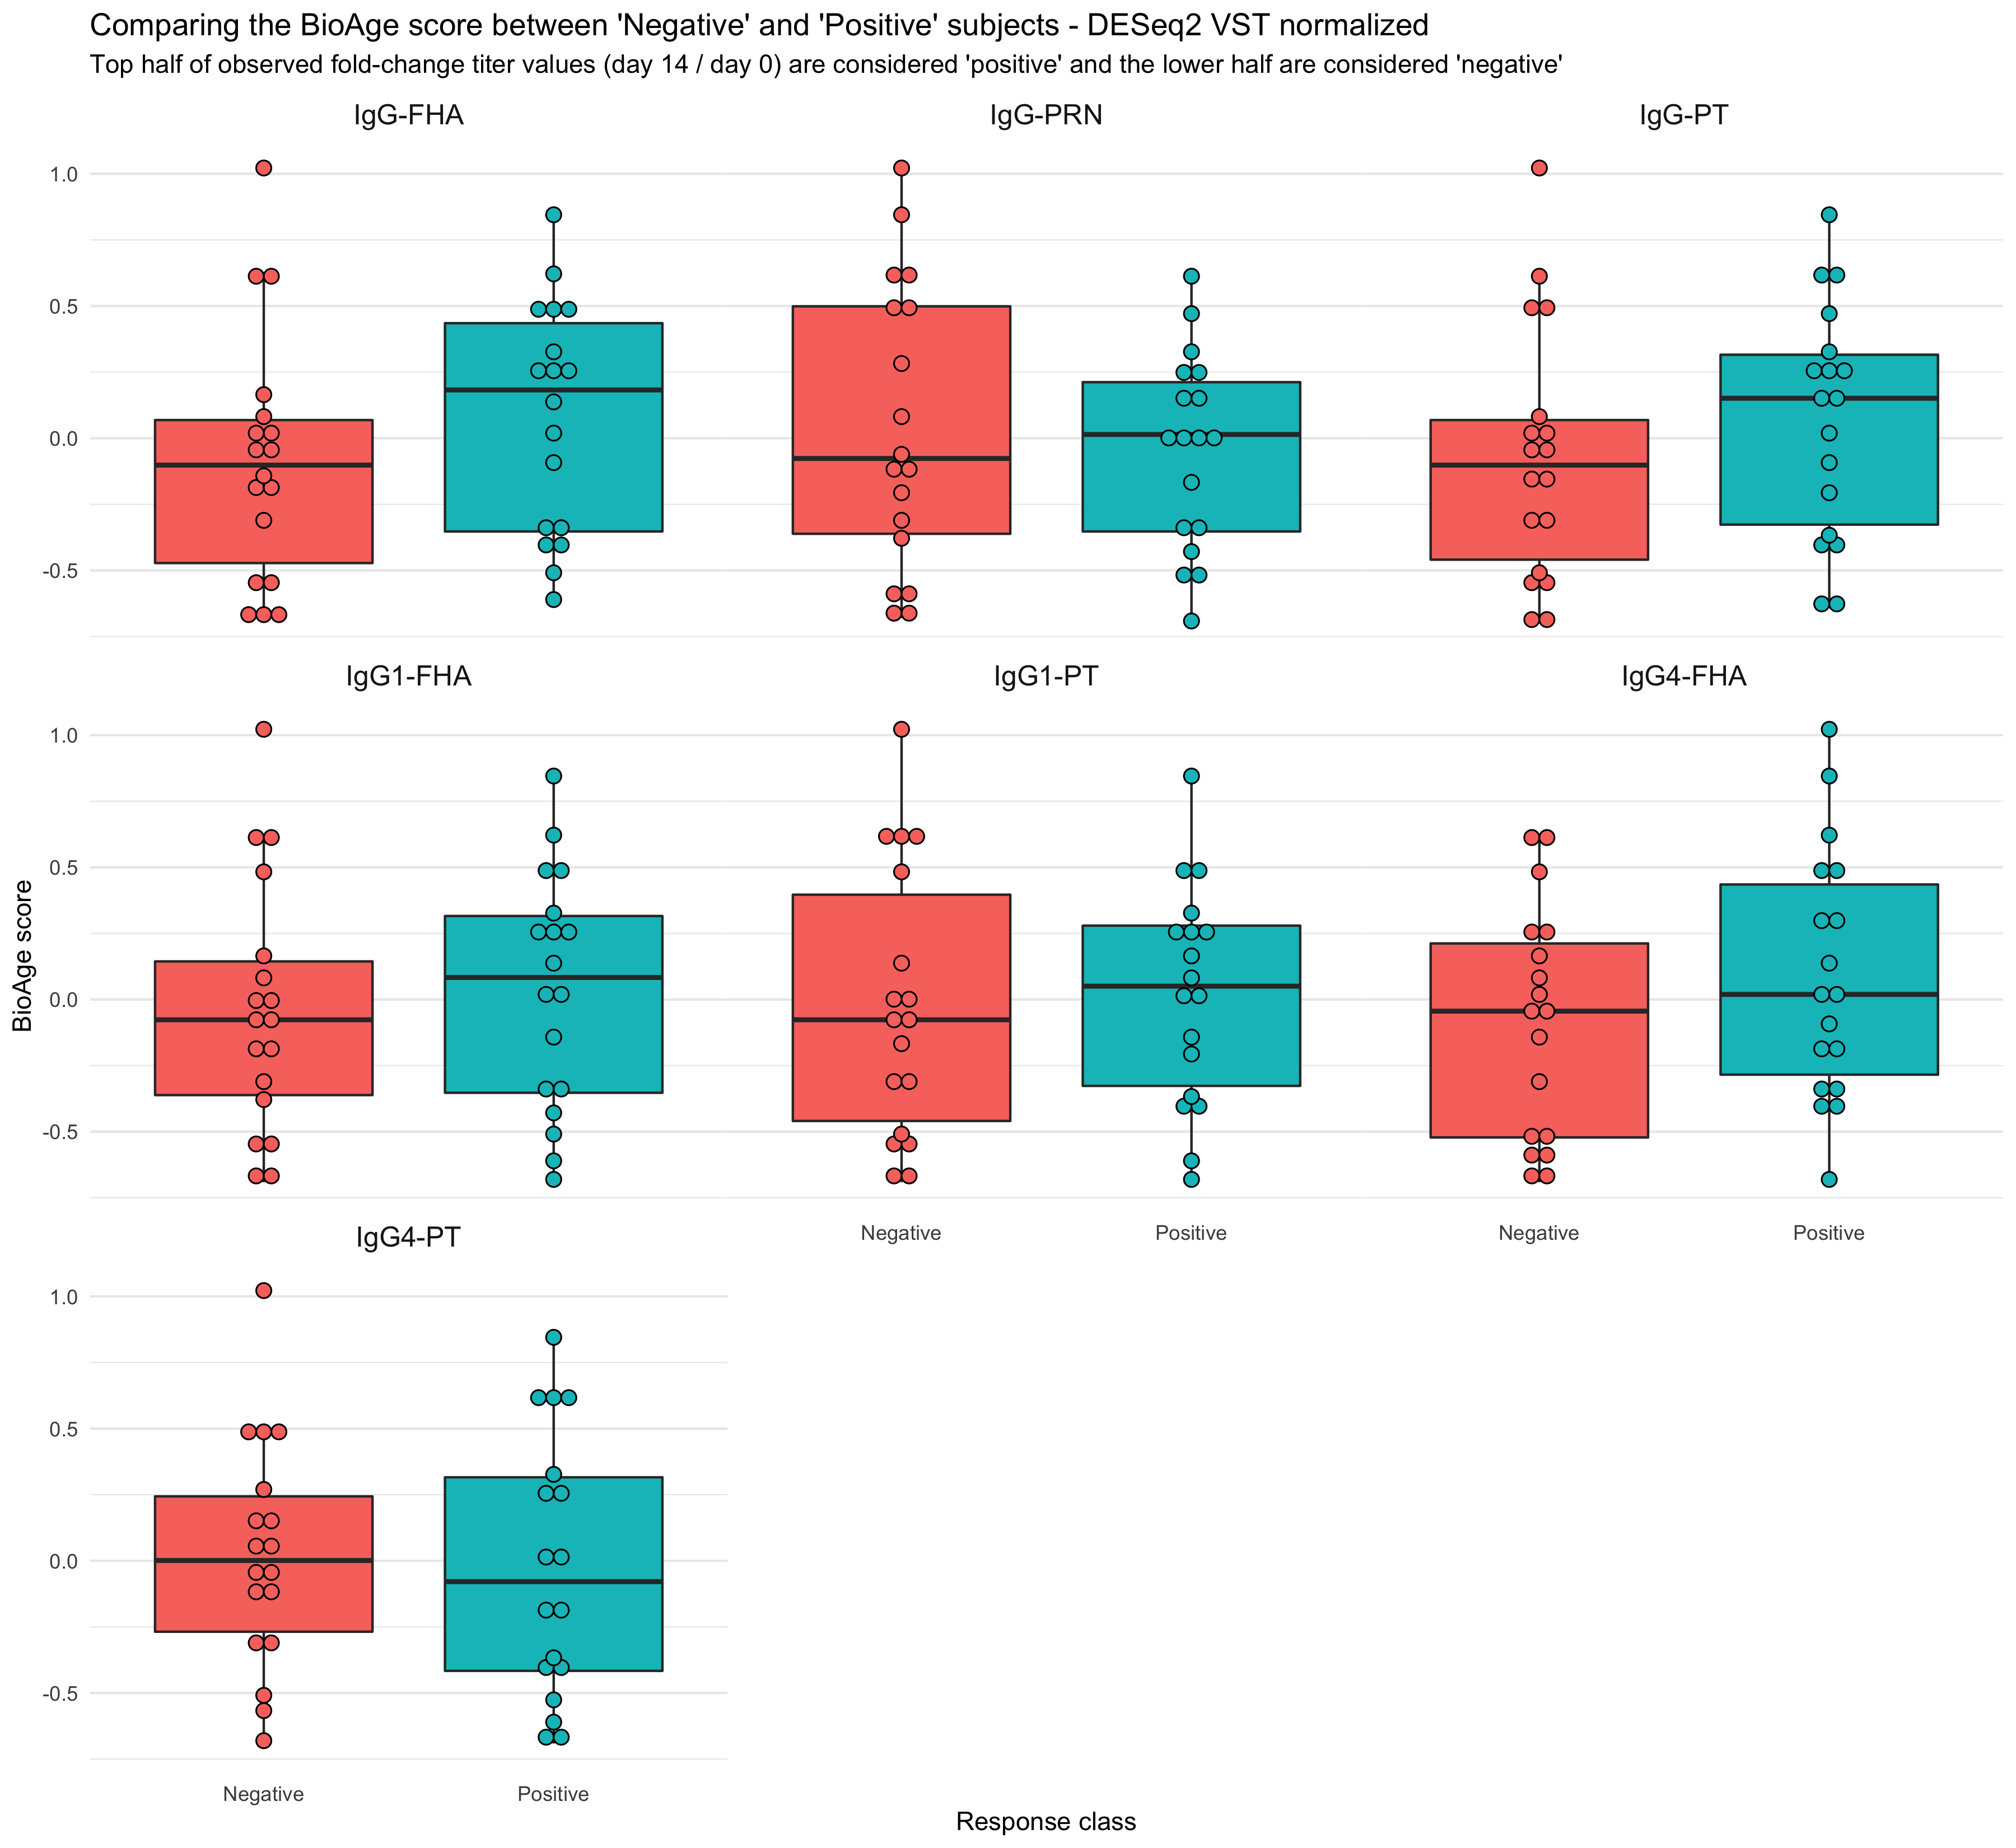 Comparing the BioAge score between 'Negative' and 'Positive' subjects - DESeq2 VST normalized
Top half of observed fold-change titer values (day 14 / day 0) are considered 'positive' and the lower half are considered 'negative'
IgG-FHA IgG-PRN IgG-PT
1.0
0.5
0.0
-0.5
IgG1-FHA IgG1-PT IgG4-FHA
1.0
0.5
0.0
-0.5
BioAge score
Negative Positive Negative Positive
IgG4-PT
1.0
0.5
0.0
-0.5
Negative Positive
Response class